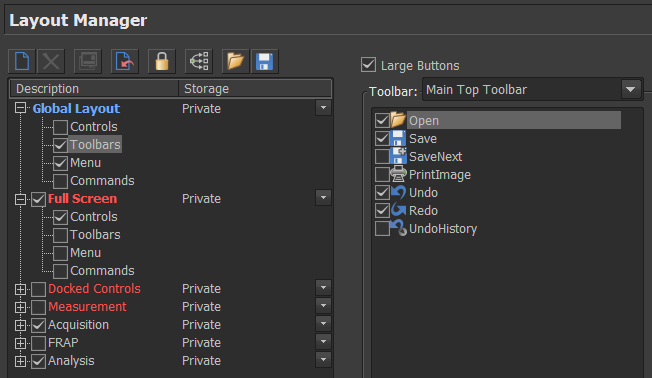 Layout Manager
Large Buttons
Toolbar: Main Top Toolbar
Description Storage
Global Layout Private
Controls
Toolbars
Menu
Commands
Full Screen Private
Controls
Toolbars
Menu
Commands
Docked Controls Private
Measurement Private
Acquisition Private
FRAP Private
Analysis Private
Open
Save
SaveNext
PrintImage
Undo
Redo
UndoHistory